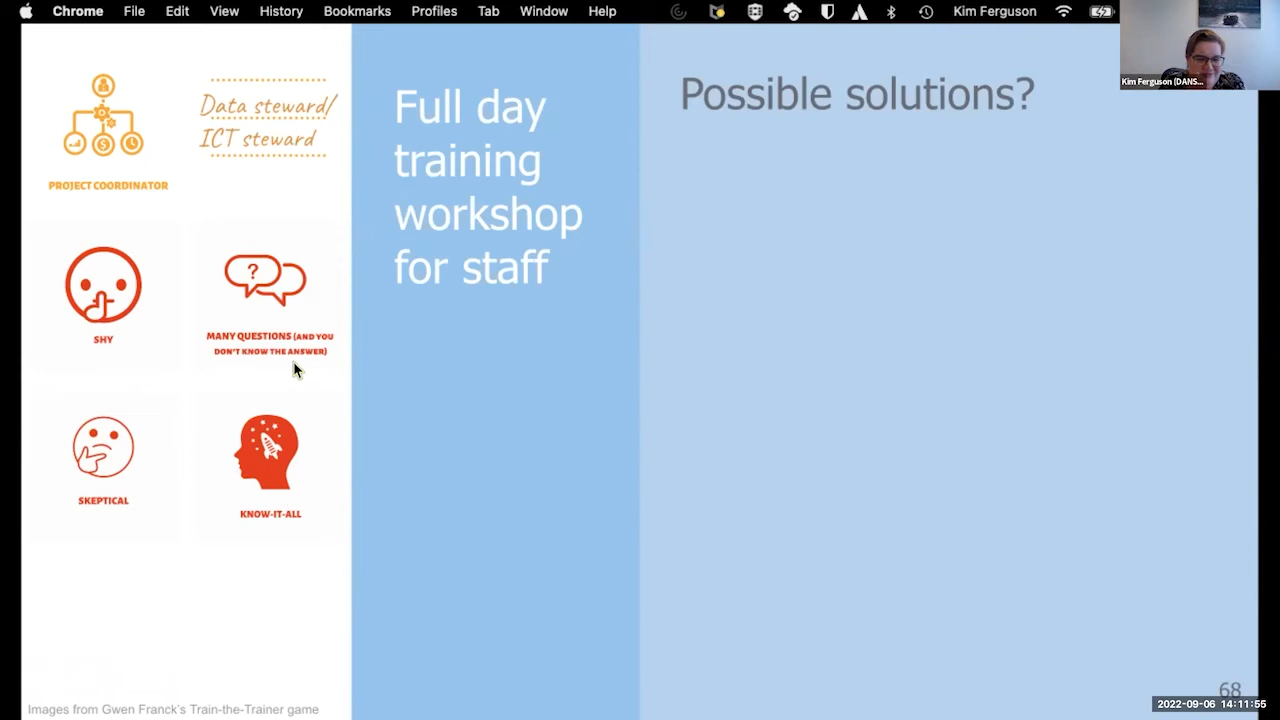 Chrome File Edit View History Bookmarks Profiles Tab Window Help Kim Ferguson
Kim Ferguson (DANS...
Data steward/
ICT steward
PROJECT COORDINATOR
SHY
?
MANY QUESTIONS (AND YOU
DON'T KNOW THE ANSWER)
SKEPTICAL
KNOW-IT-ALL
Images from Gwen Franck's Train-the-Trainer game
Full day
training
workshop
for staff
Possible solutions?
68
2022-09-06 14:11:55